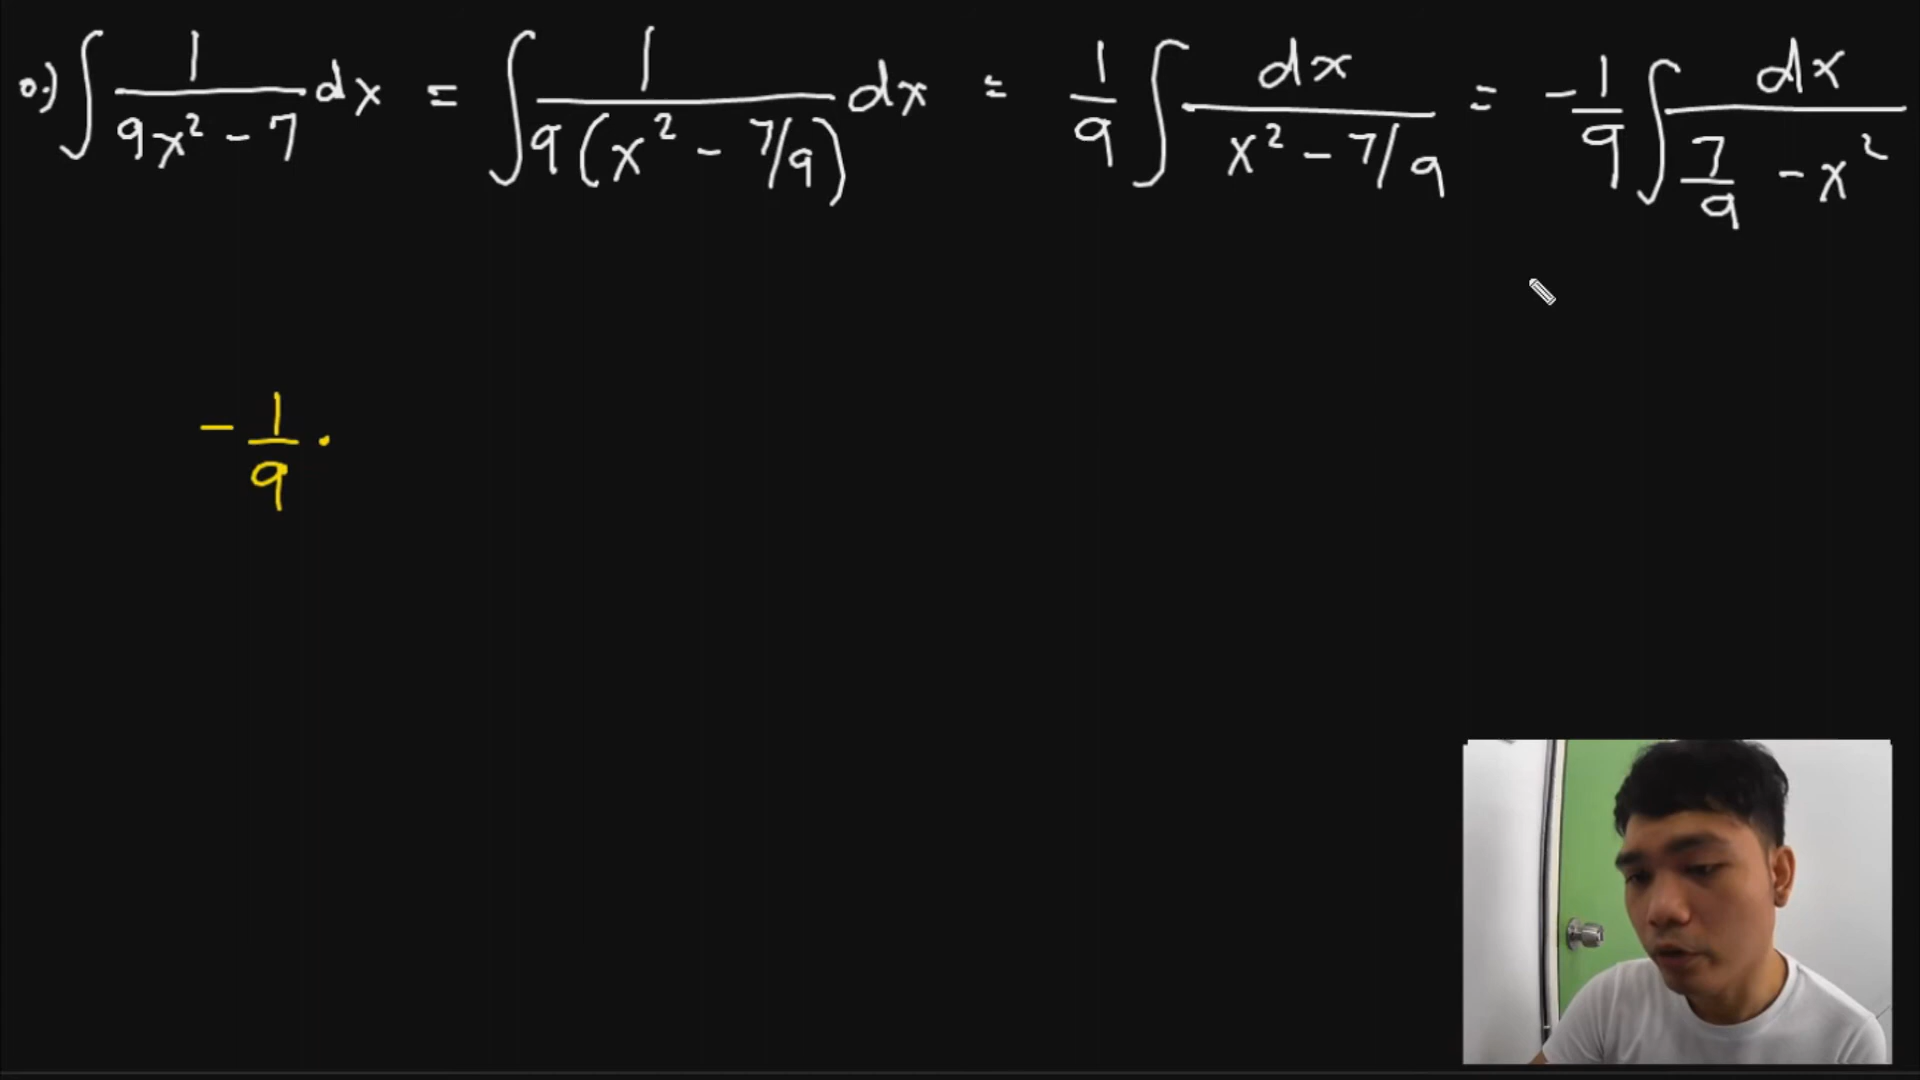 o.) ∫ 1/(9x² - 7) dx = ∫ 1/(9(x² - 7/9)) dx = 1/9 ∫ dx/(x² - 7/9) = -1/9 ∫ dx/(7/9 - x²)
- 1/9 ·